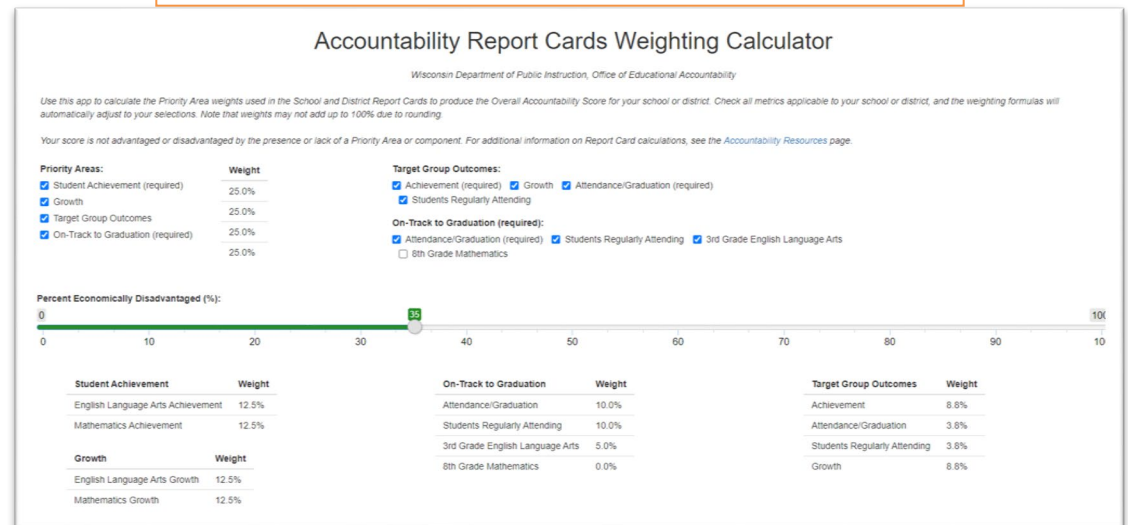 Accountability Report Cards Weighting Calculator
Wisconsin Department of Public Instruction, Office of Educational Accountability
Use this app to calculate the Priority Area weights used in the School and District Report Cards to produce the Overall Accountability Score for your school or district. Check all metrics applicable to your school or district, and the weighting formulas will
automatically adjust to your selections. Note that weights may not add up to 100% due to rounding.
Your score is not advantaged or disadvantaged by the presence or lack of a Priority Area or component. For additional information on Report Card calculations, see the Accountability Resources page.
Priority Areas:
Student Achievement (required)
Growth
Target Group Outcomes
On-Track to Graduation (required)
Weight
25.0%
25.0%
25.0%
25.0%
Target Group Outcomes:
Achievement (required) Growth Attendance/Graduation (required)
Students Regularly Attending
On-Track to Graduation (required):
Attendance/Graduation (required) Students Regularly Attending 3rd Grade English Language Arts
8th Grade Mathematics
Percent Economically Disadvantaged (%):
0 35 100
0 10 20 30 40 50 60 70 80 90 10
Student Achievement Weight
English Language Arts Achievement 12.5%
Mathematics Achievement 12.5%
Growth Weight
English Language Arts Growth 12.5%
Mathematics Growth 12.5%
On-Track to Graduation Weight
Attendance/Graduation 10.0%
Students Regularly Attending 10.0%
3rd Grade English Language Arts 5.0%
8th Grade Mathematics 0.0%
Target Group Outcomes Weight
Achievement 8.8%
Attendance/Graduation 3.8%
Students Regularly Attending 3.8%
Growth 8.8%